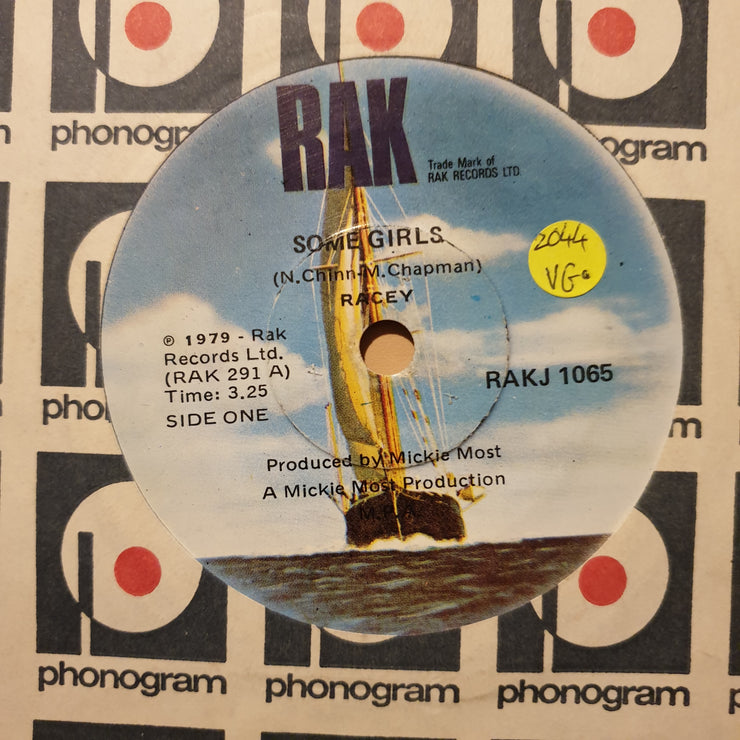 phonogram
phonogram
RAK
Trade Mark of
RAK RECORDS LTD.
SOME GIRLS
(N.Chinn-M.Chapman)
RACEY
2044
VG
℗ 1979 - Rak
Records Ltd.
(RAK 291 A)
Time: 3.25
SIDE ONE
RAKJ 1065
Produced by Mickie Most
A Mickie Most Production
M.P.A.
pho
m
phonogram
phonogram
phonogram
p